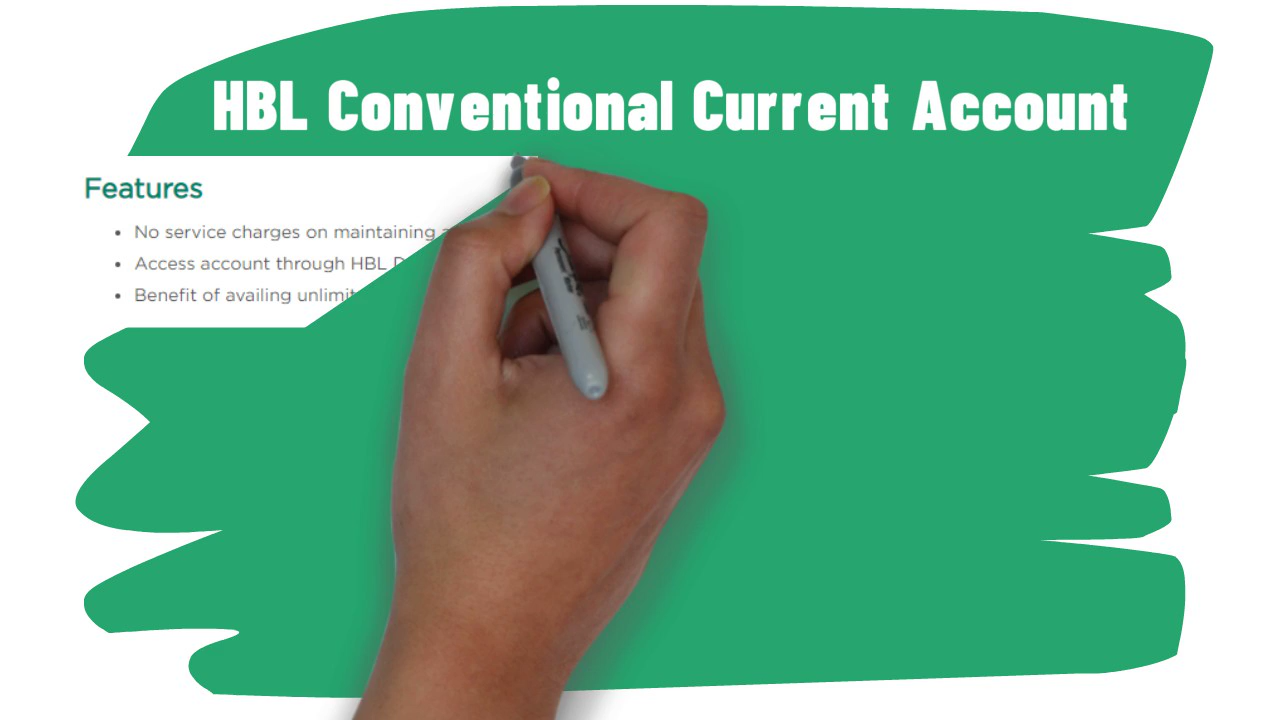 HBL Conventional Current Account
Features
No service charges on maintaining
Access account through HBL
Benefit of availing